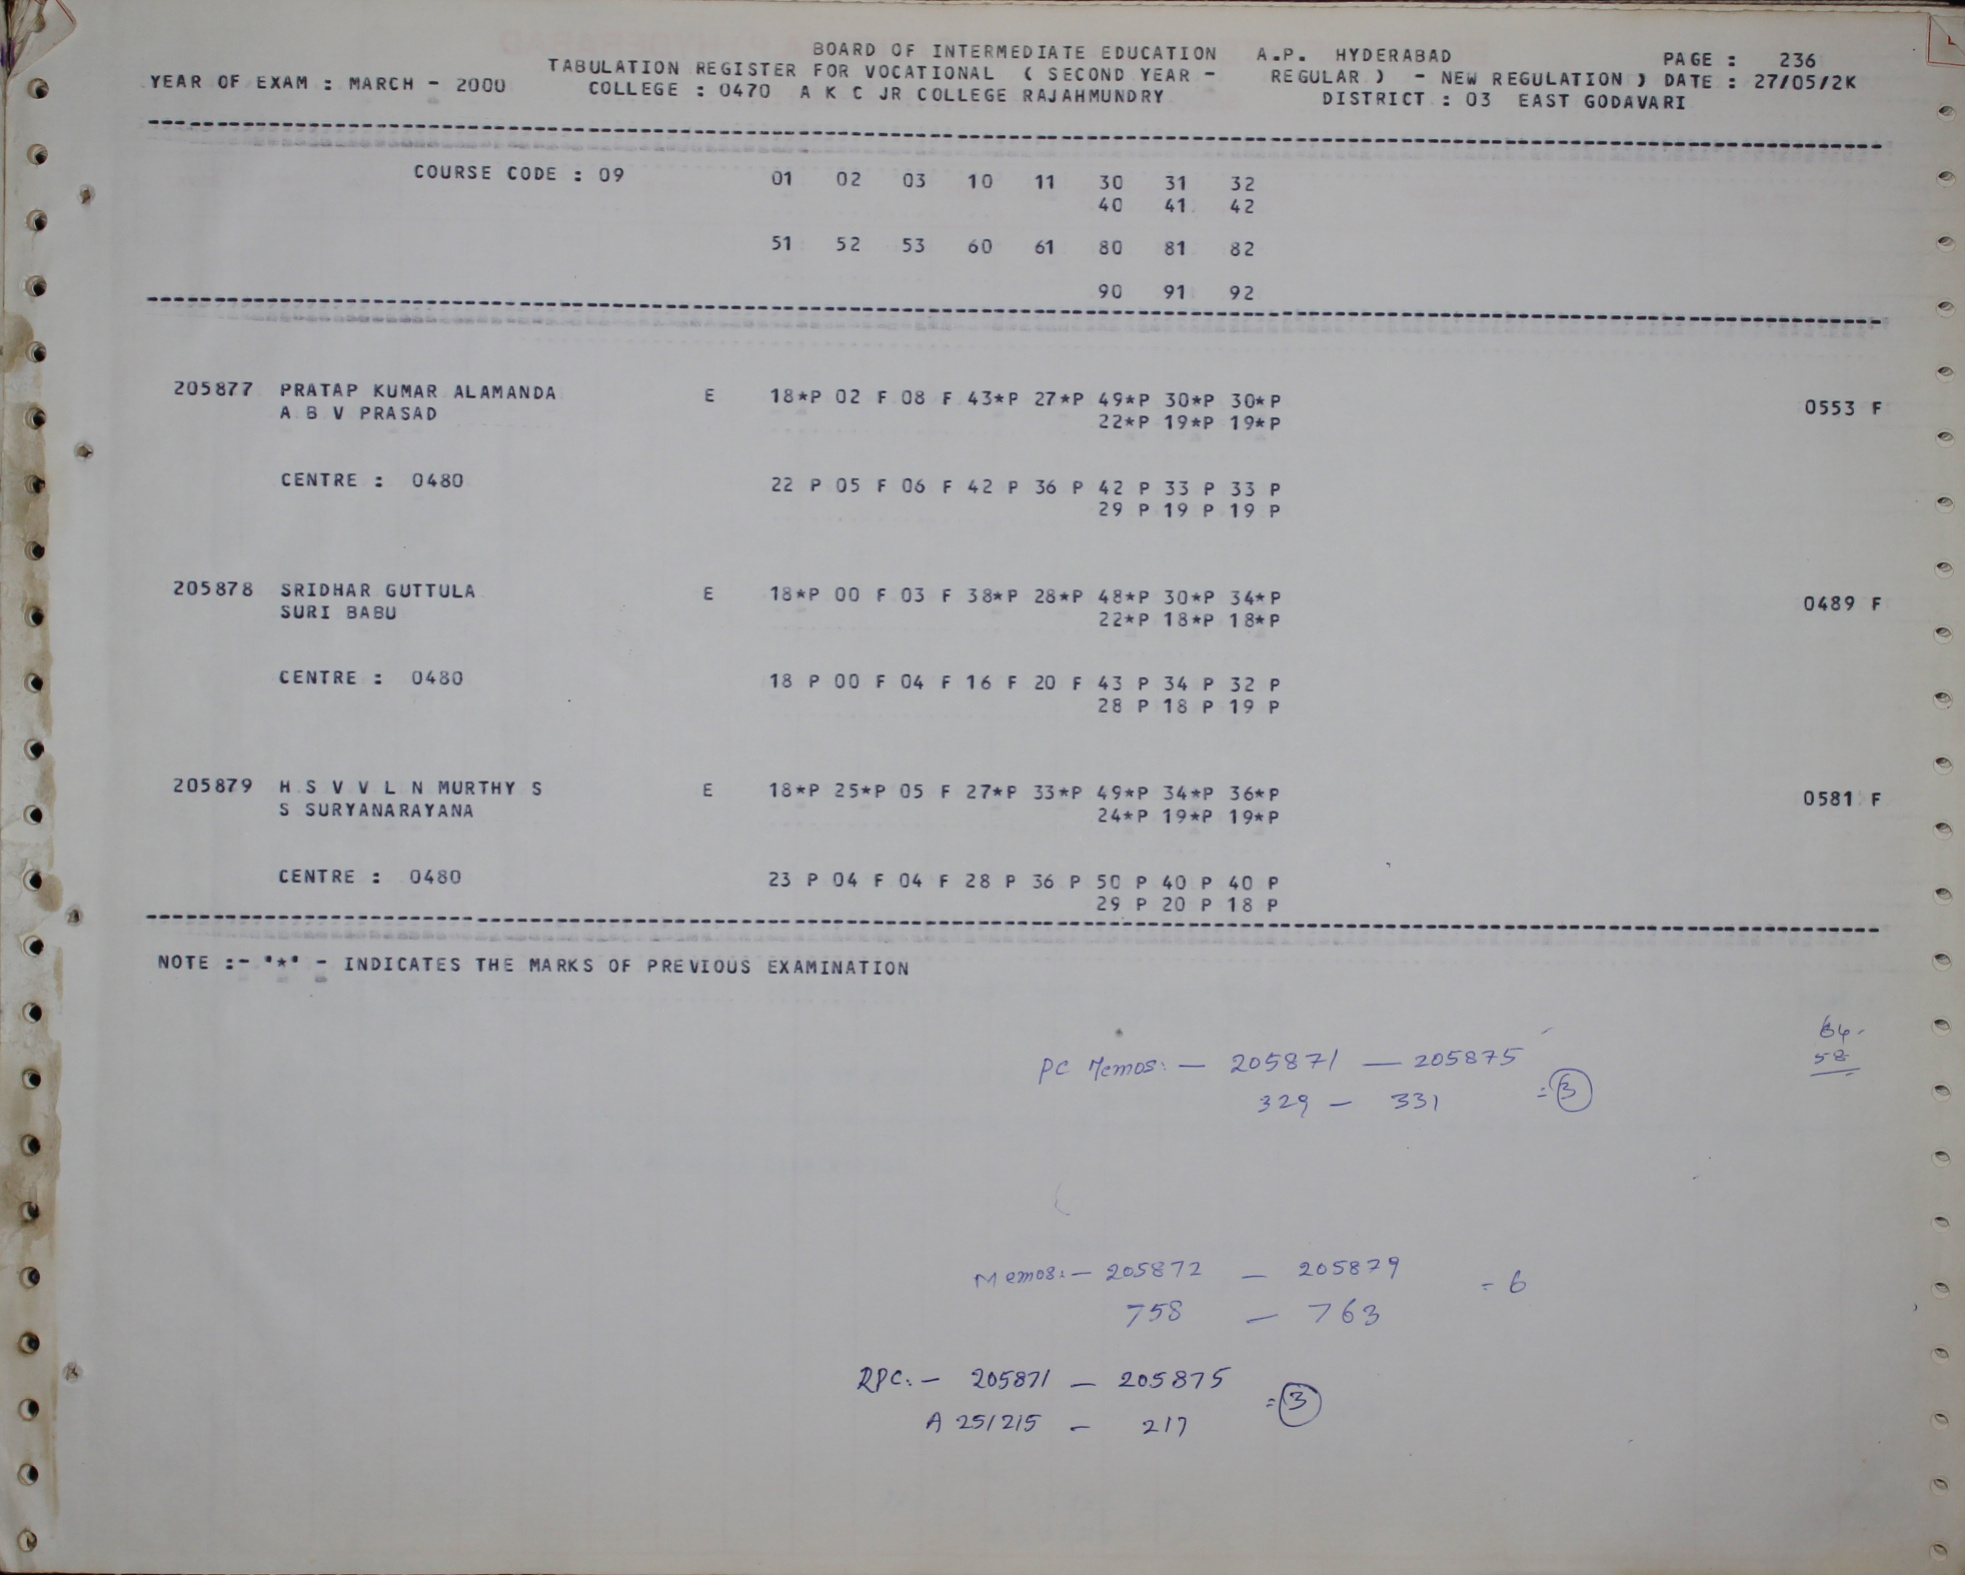 BOARD OF INTERMEDIATE EDUCATION A.P. HYDERABAD PAGE : 236
YEAR OF EXAM : MARCH - 2000 TABULATION REGISTER FOR VOCATIONAL ( SECOND YEAR - REGULAR ) - NEW REGULATION ) DATE : 27/05/2K
COLLEGE : 0470 A K C JR COLLEGE RAJAHMUNDRY DISTRICT : 03 EAST GODAVARI
COURSE CODE : 09 01 02 03 10 11 30 31 32
40 41 42
51 52 53 60 61 80 81 82
90 91 92
205877 PRATAP KUMAR ALAMANDA E 18*P 02 F 08 F 43*P 27*P 49*P 30*P 30*P 0553 F
A B V PRASAD 22*P 19*P 19*P
CENTRE : 0480 22 P 05 F 06 F 42 P 36 P 42 P 33 P 33 P
29 P 19 P 19 P
205878 SRIDHAR GUTTULA E 18*P 00 F 03 F 38*P 28*P 48*P 30*P 34*P 0489 F
SURI BABU 22*P 18*P 18*P
CENTRE : 0480 18 P 00 F 04 F 16 F 20 F 43 P 34 P 32 P
28 P 18 P 19 P
205879 H S V V L N MURTHY S E 18*P 25*P 05 F 27*P 33*P 49*P 34*P 36*P 0581 F
S SURYANARAYANA 24*P 19*P 19*P
CENTRE : 0480 23 P 04 F 04 F 28 P 36 P 50 P 40 P 40 P
29 P 20 P 18 P
NOTE :- '*' - INDICATES THE MARKS OF PREVIOUS EXAMINATION
PC Memos: — 205871 — 205875
329 — 331 = 3
58
Memos: — 205872 — 205879 = 6
758 — 763
RPC: — 205871 — 205875
A 251215 — 217 = 3